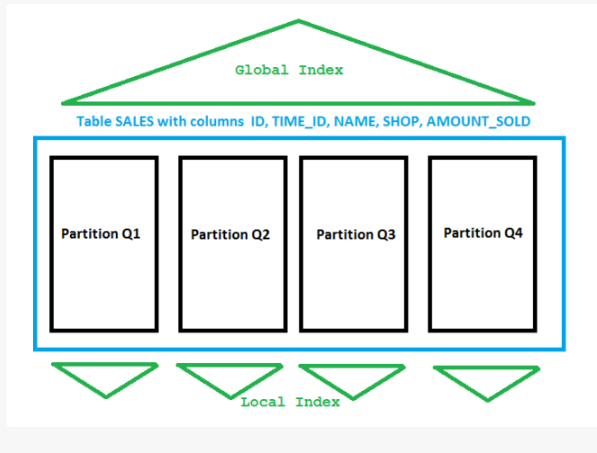 Global Index
Table SALES with columns ID, TIME_ID, NAME, SHOP, AMOUNT_SOLD
Partition Q1
Partition Q2
Partition Q3
Partition Q4
Local Index